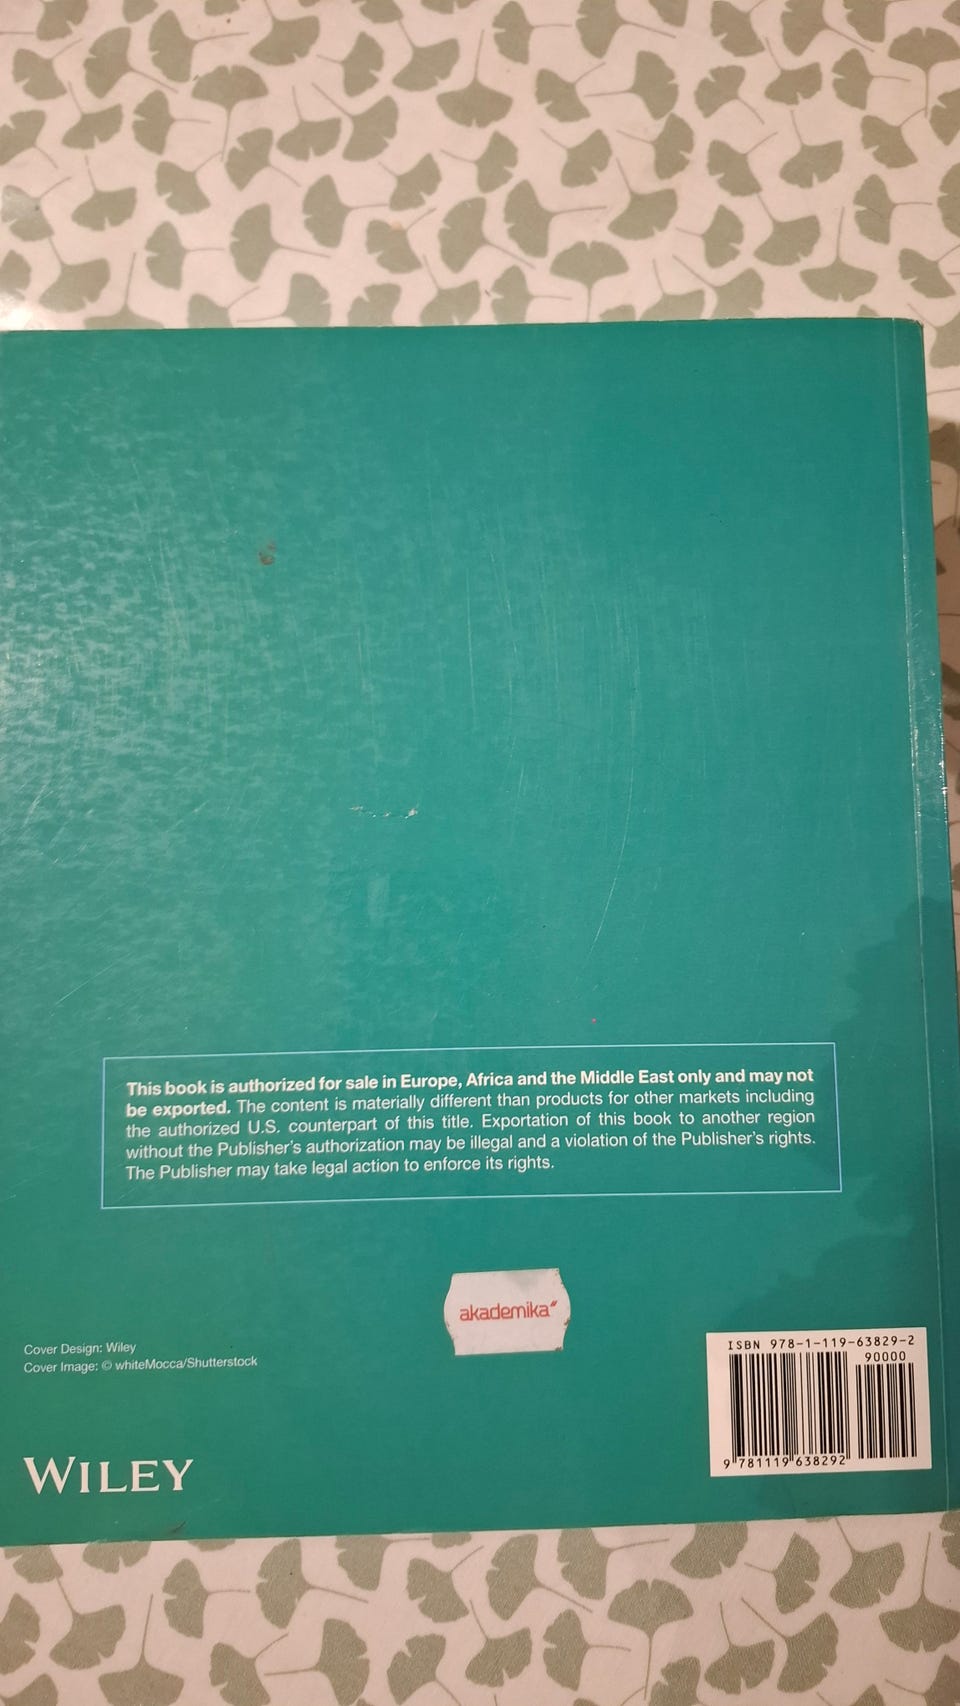 This book is authorized for sale in Europe, Africa and the Middle East only and may not
be exported. The content is materially different than products for other markets including
the authorized U.S. counterpart of this title. Exportation of this book to another region
without the Publisher's authorization may be illegal and a violation of the Publisher's rights.
The Publisher may take legal action to enforce its rights.
akademika
Cover Design: Wiley
Cover Image: © whiteMocca/Shutterstock
WILEY
ISBN 978-1-119-63829-2
90000
9 781119 638292